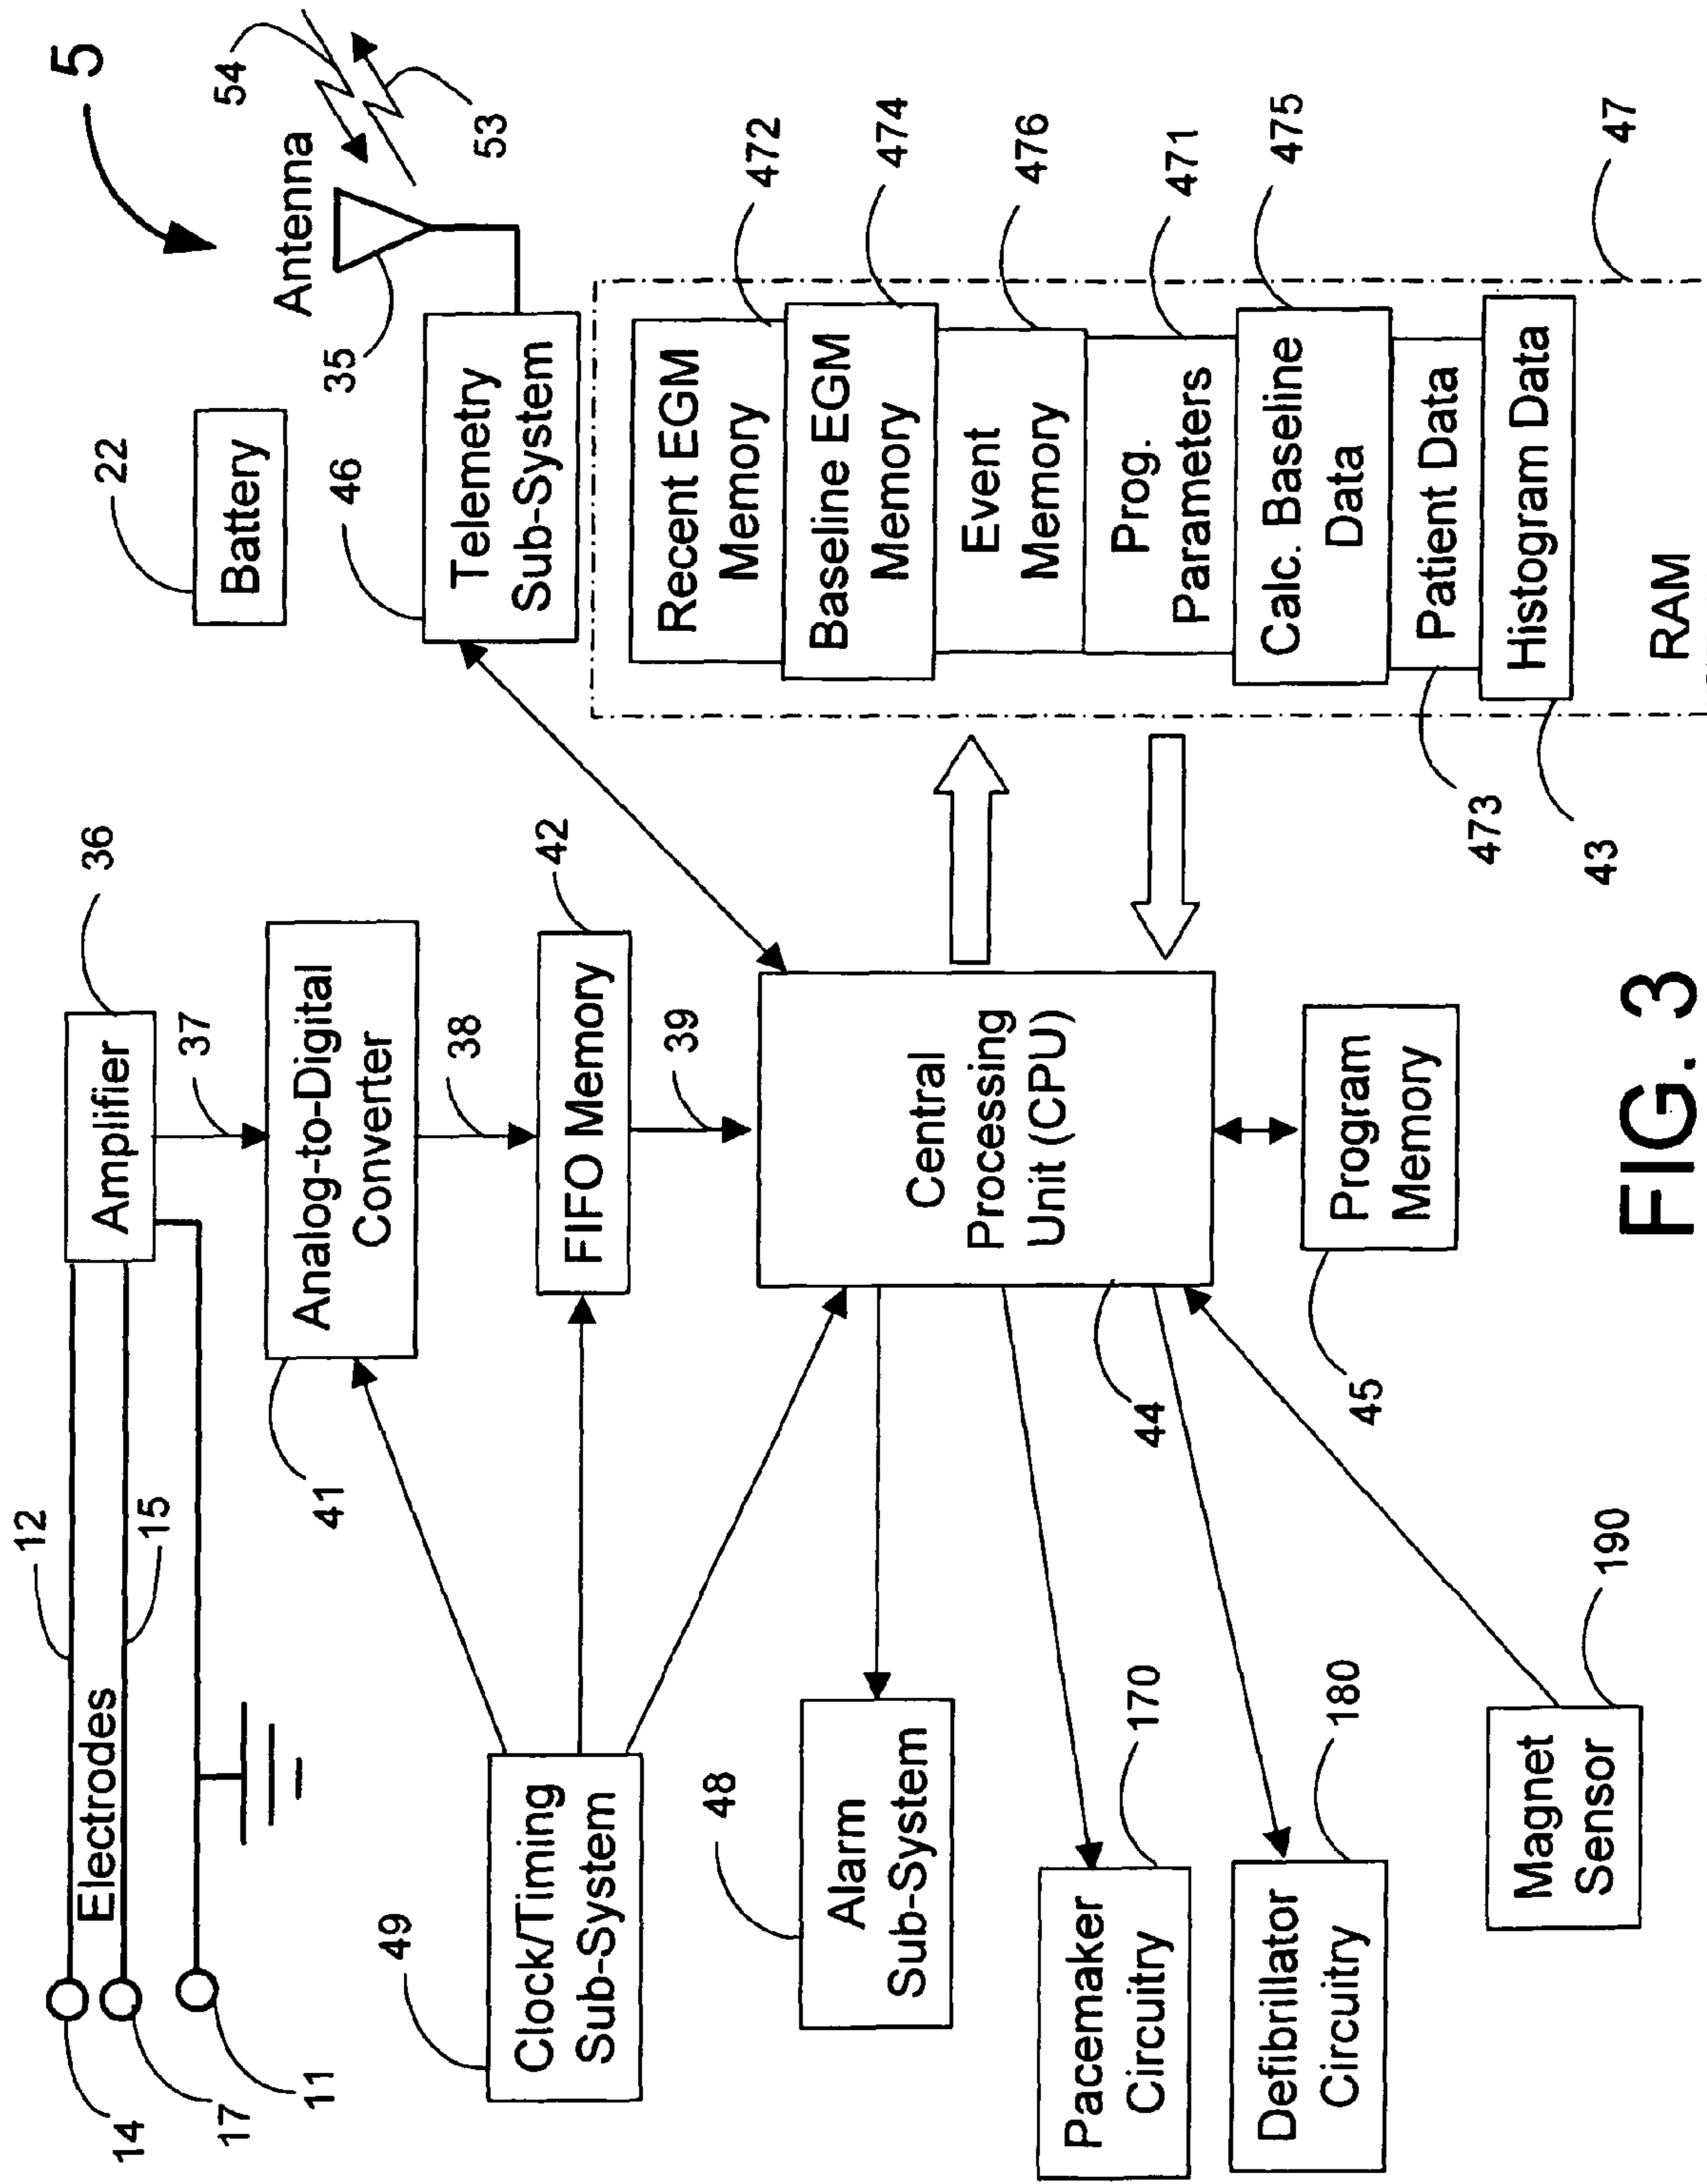 14
17
11
12
15
Electrodes
Amplifier
36
37
Analog-to-Digital
Converter
41
38
FIFO Memory
42
39
49
Clock/Timing
Sub-System
48
Alarm
Sub-System
Pacemaker
Circuitry
170
Defibrillator
Circuitry
180
Magnet
Sensor
190
Central
Processing
Unit (CPU)
44
Program
Memory
45
22
Battery
5
54
53
Antenna
35
46
Telemetry
Sub-System
Recent EGM
Memory
472
Baseline EGM
Memory
474
Event
Memory
476
Prog.
Parameters
471
Calc. Baseline
Data
475
Patient Data
473
Histogram Data
43
47
RAM
FIG. 3